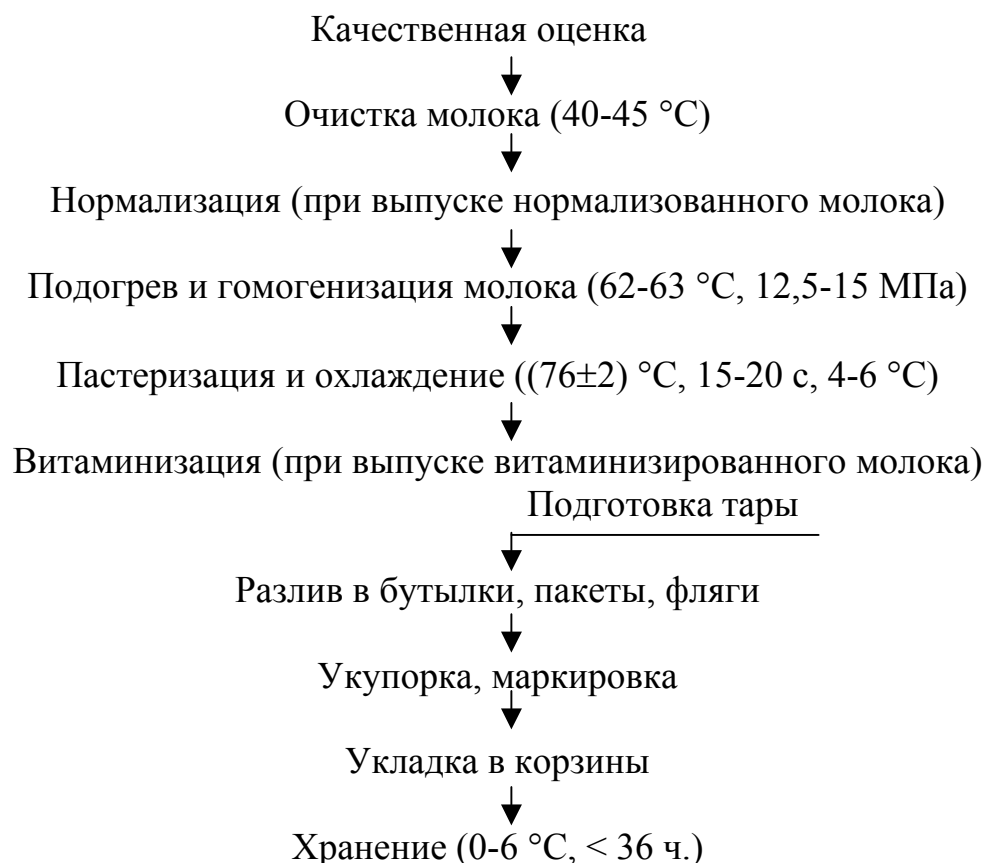 Качественная оценка
Очистка молока (40-45 °С)
Нормализация (при выпуске нормализованного молока)
Подогрев и гомогенизация молока (62-63 °С, 12,5-15 МПа)
Пастеризация и охлаждение ((76±2) °С, 15-20 с, 4-6 °С)
Витаминизация (при выпуске витаминизированного молока)
Подготовка тары
Разлив в бутылки, пакеты, фляги
Укупорка, маркировка
Укладка в корзины
Хранение (0-6 °С, < 36 ч.)